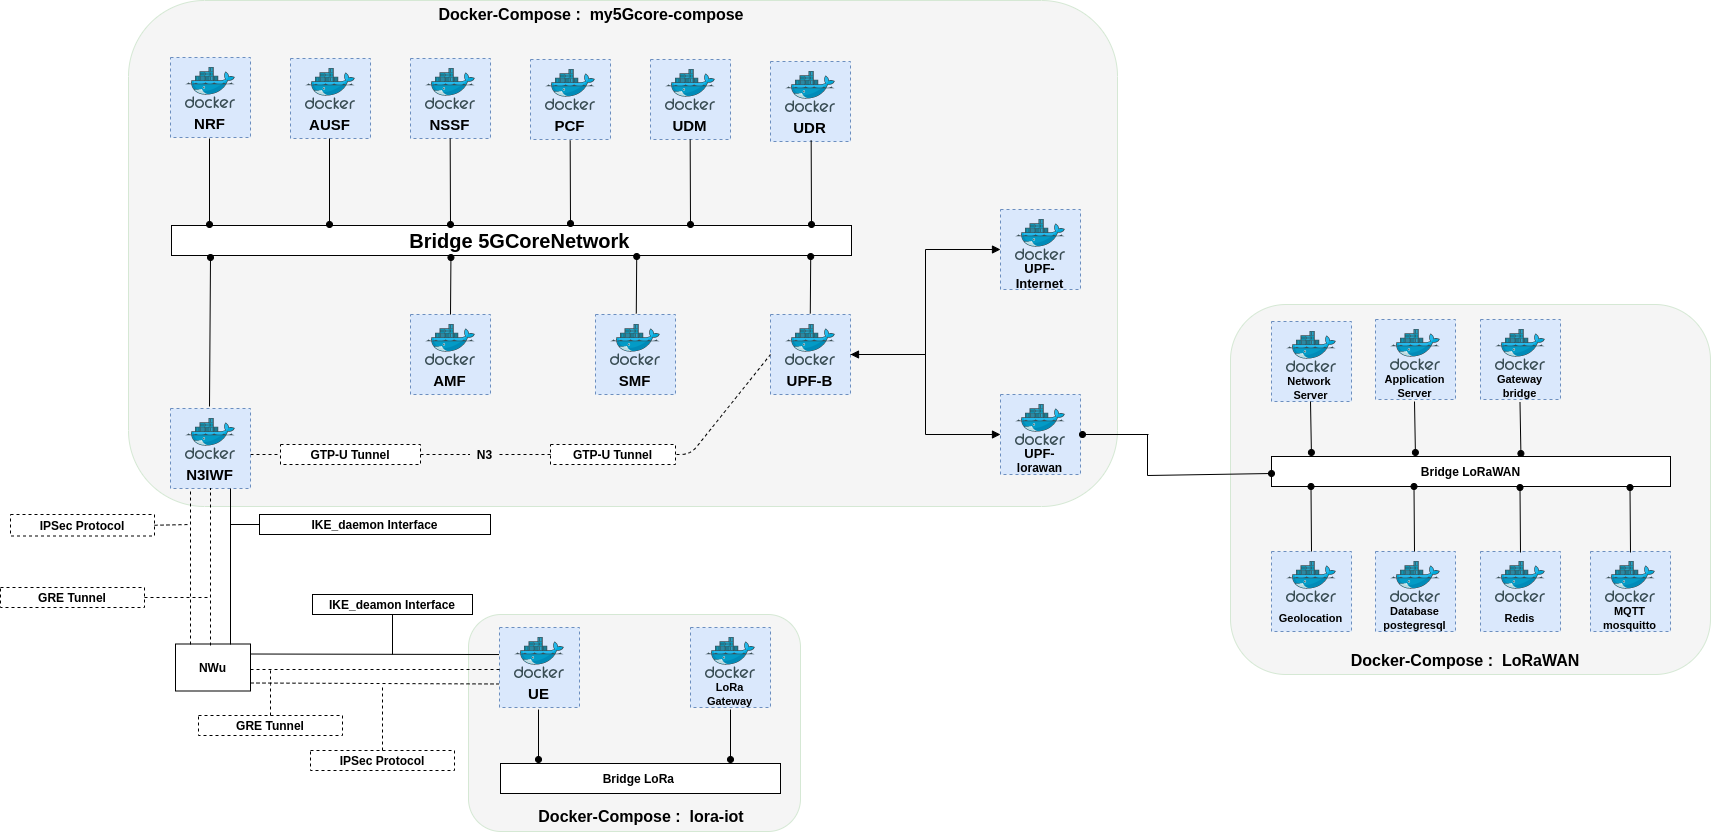 Docker-Compose : my5Gcore-compose
docker
NRF
docker
AUSF
docker
NSSF
docker
PCF
docker
UDM
docker
UDR
Bridge 5GCoreNetwork
docker
UPF-
Internet
docker
AMF
docker
SMF
docker
UPF-B
docker
UPF-
lorawan
docker
N3IWF
GTP-U Tunnel
N3
GTP-U Tunnel
IPSec Protocol
IKE_daemon Interface
GRE Tunnel
IKE_deamon Interface
NWu
GRE Tunnel
IPSec Protocol
docker
UE
docker
LoRa
Gateway
Bridge LoRa
Docker-Compose : lora-iot
docker
Network
Server
docker
Application
Server
docker
Gateway
bridge
Bridge LoRaWAN
docker
Geolocation
docker
Database
postegresql
docker
Redis
docker
MQTT
mosquitto
Docker-Compose : LoRaWAN